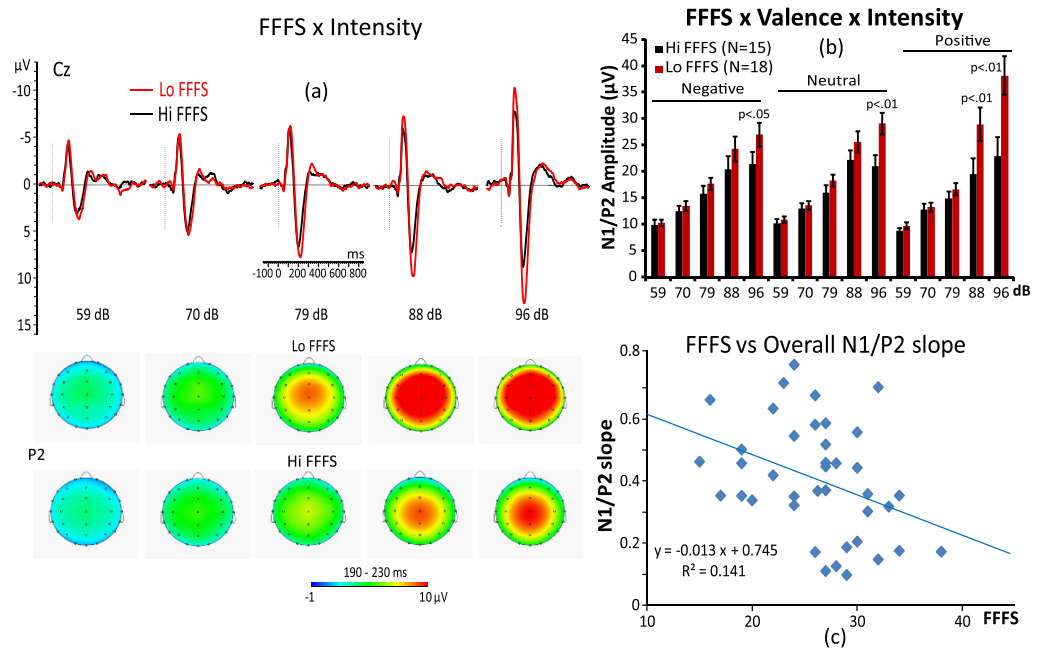 FFFS x Intensity
µV
Cz
-10
-5
0
5
10
15
Lo FFFS
Hi FFFS
(a)
ms
-100 0 200 400 600 800
59 dB 70 dB 79 dB 88 dB 96 dB
Lo FFFS
P2
Hi FFFS
190 - 230 ms
-1 10 µV
FFFS x Valence x Intensity
(b)
N1/P2 Amplitude (µV)
45
40
35
30
25
20
15
10
5
0
Hi FFFS (N=15)
Lo FFFS (N=18)
Negative
Neutral
Positive
p<.05
p<.01
p<.01
p<.01
59 70 79 88 96 59 70 79 88 96 59 70 79 88 96 dB
FFFS vs Overall N1/P2 slope
N1/P2 slope
0.8
0.6
0.4
0.2
0
y = -0.013 x + 0.745
R² = 0.141
10 20 30 40 FFFS
(c)